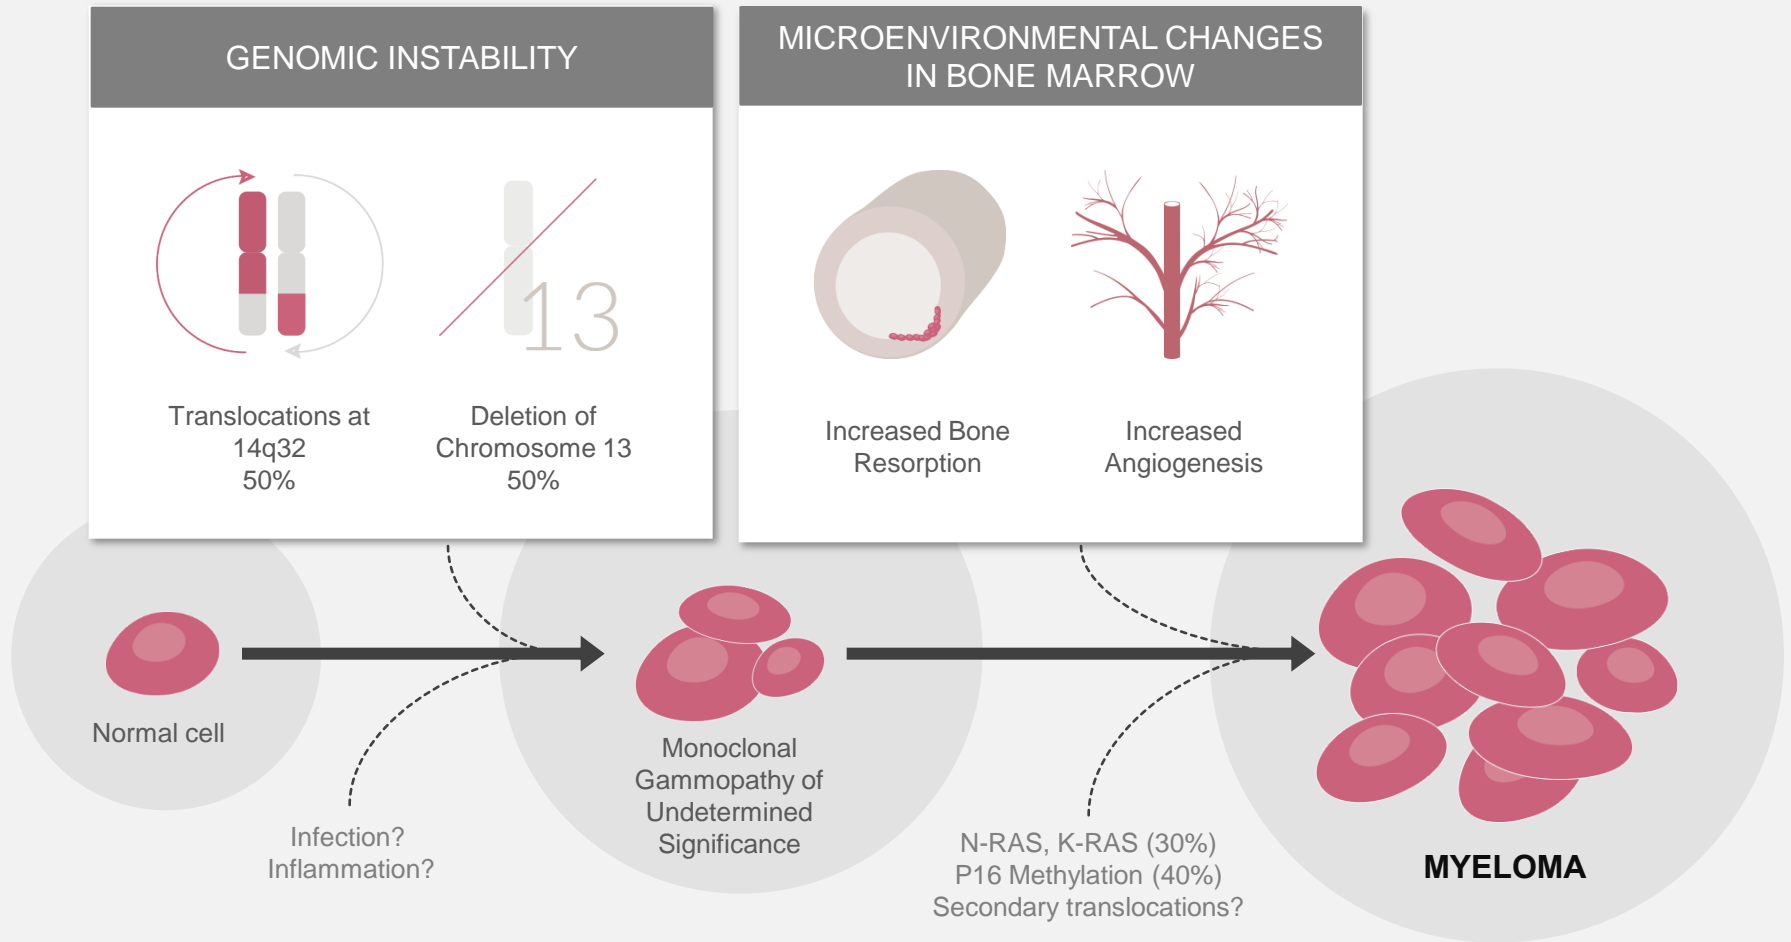 GENOMIC INSTABILITY
MICROENVIRONMENTAL CHANGES
IN BONE MARROW
13
Translocations at
14q32
50%
Deletion of
Chromosome 13
50%
Increased Bone
Resorption
Increased
Angiogenesis
Normal cell
Infection?
Inflammation?
Monoclonal
Gammopathy of
Undetermined
Significance
N-RAS, K-RAS (30%)
P16 Methylation (40%)
Secondary translocations?
MYELOMA